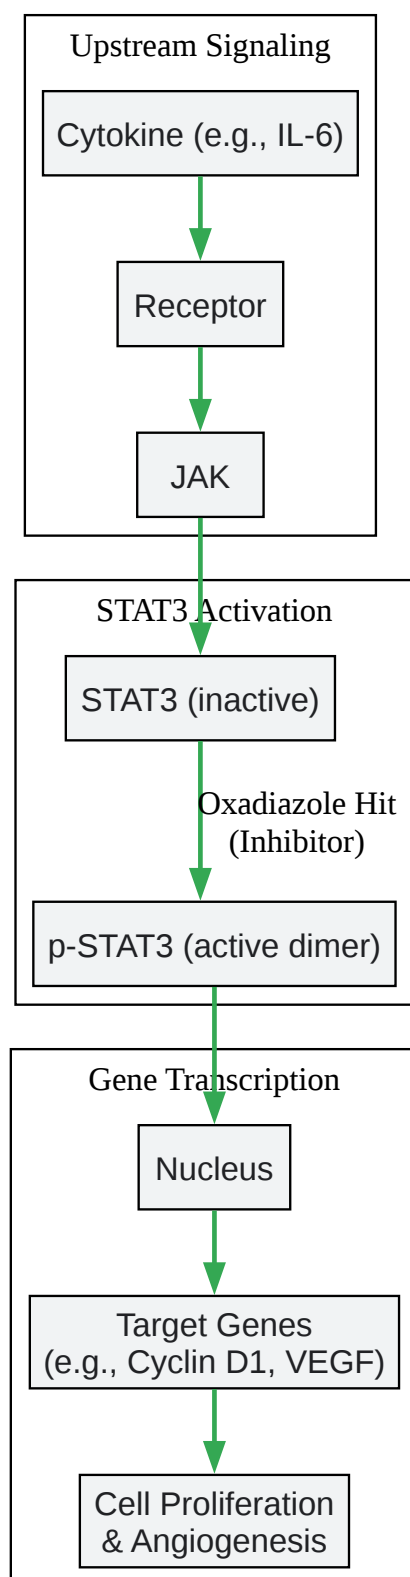 Upstream Signaling
Cytokine (e.g., IL-6)
Receptor
JAK
STAT3 Activation
STAT3 (inactive)
Oxadiazole Hit
(Inhibitor)
p-STAT3 (active dimer)
Gene Transcription
Nucleus
Target Genes
(e.g., Cyclin D1, VEGF)
Cell Proliferation
& Angiogenesis